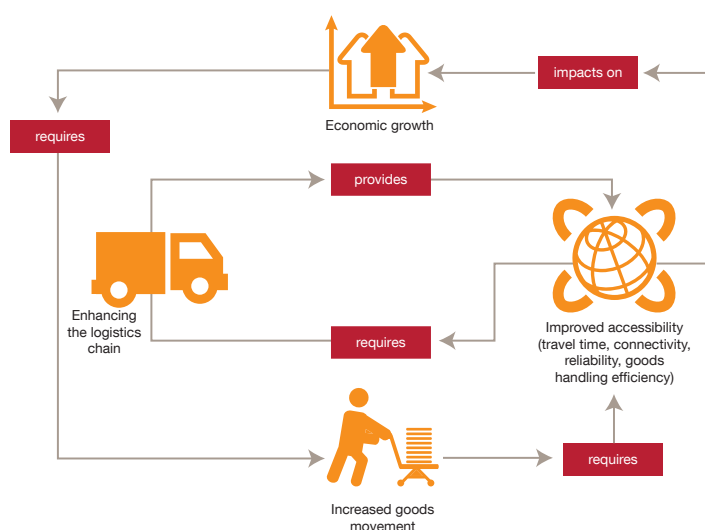 impacts on
Economic growth
requires
provides
Enhancing
the logistics
chain
requires
Improved accessibility
(travel time, connectivity,
reliability, goods
handling efficiency)
requires
Increased goods
movement